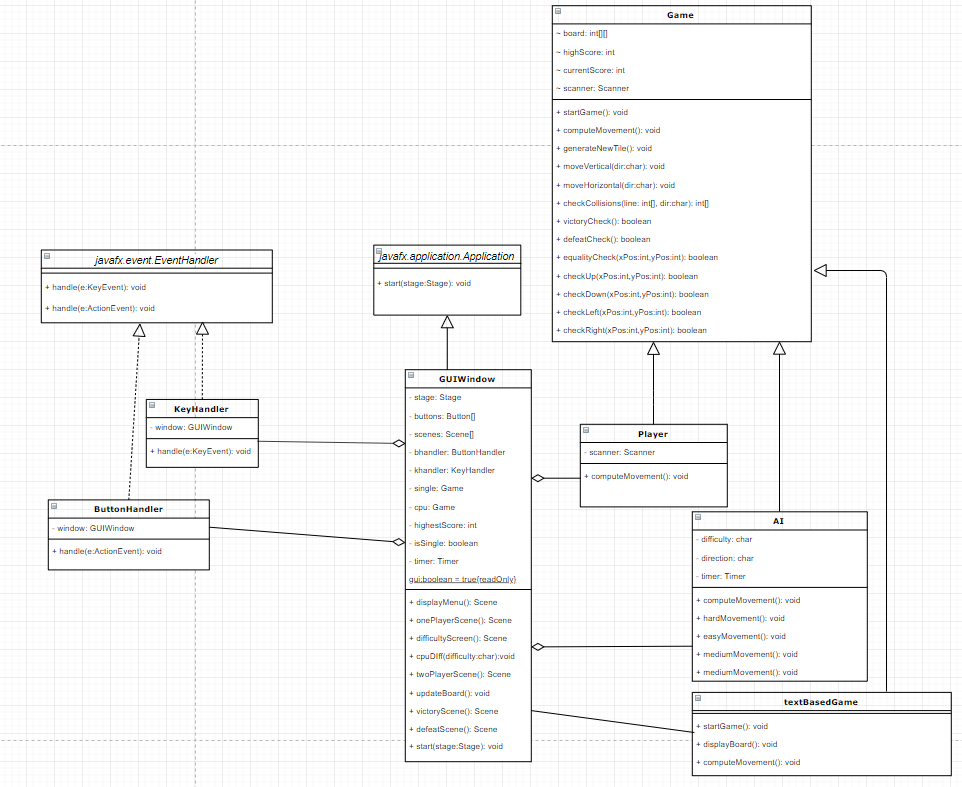 Game
~ board: int[][]
~ highScore: int
~ currentScore: int
~ scanner: Scanner
+ startGame(): void
+ computeMovement(): void
+ generateNewTile(): void
+ moveVertical(dir:char): void
+ moveHorizontal(dir:char): void
+ checkCollisions(line: int[], dir:char): int[]
+ victoryCheck(): boolean
+ defeatCheck(): boolean
+ equalityCheck(xPos:int,yPos:int): boolean
+ checkUp(xPos:int,yPos:int): boolean
+ checkDown(xPos:int,yPos:int): boolean
+ checkLeft(xPos:int,yPos:int): boolean
+ checkRight(xPos:int,yPos:int): boolean
javafx.event.EventHandler
+ handle(e:KeyEvent): void
+ handle(e:ActionEvent): void
javafx.application.Application
+ start(stage:Stage): void
KeyHandler
- window: GUIWindow
+ handle(e:KeyEvent): void
ButtonHandler
- window: GUIWindow
+ handle(e:ActionEvent): void
GUIWindow
- stage: Stage
- buttons: Button[]
- scenes: Scene[]
- bhandler: ButtonHandler
- khandler: KeyHandler
- single: Game
- cpu: Game
- highestScore: int
- isSingle: boolean
- timer: Timer
gui:boolean = true{readOnly}
+ displayMenu(): Scene
+ onePlayerScene(): Scene
+ difficultyScreen(): Scene
+ cpuDiff(difficulty:char):void
+ twoPlayerScene(): Scene
+ updateBoard(): void
+ victoryScene(): Scene
+ defeatScene(): Scene
+ start(stage:Stage): void
Player
- scanner: Scanner
+ computeMovement(): void
AI
- difficulty: char
- direction: char
- timer: Timer
+ computeMovement(): void
+ hardMovement(): void
+ easyMovement(): void
+ mediumMovement(): void
+ mediumMovement(): void
textBasedGame
+ startGame(): void
+ displayBoard(): void
+ computeMovement(): void